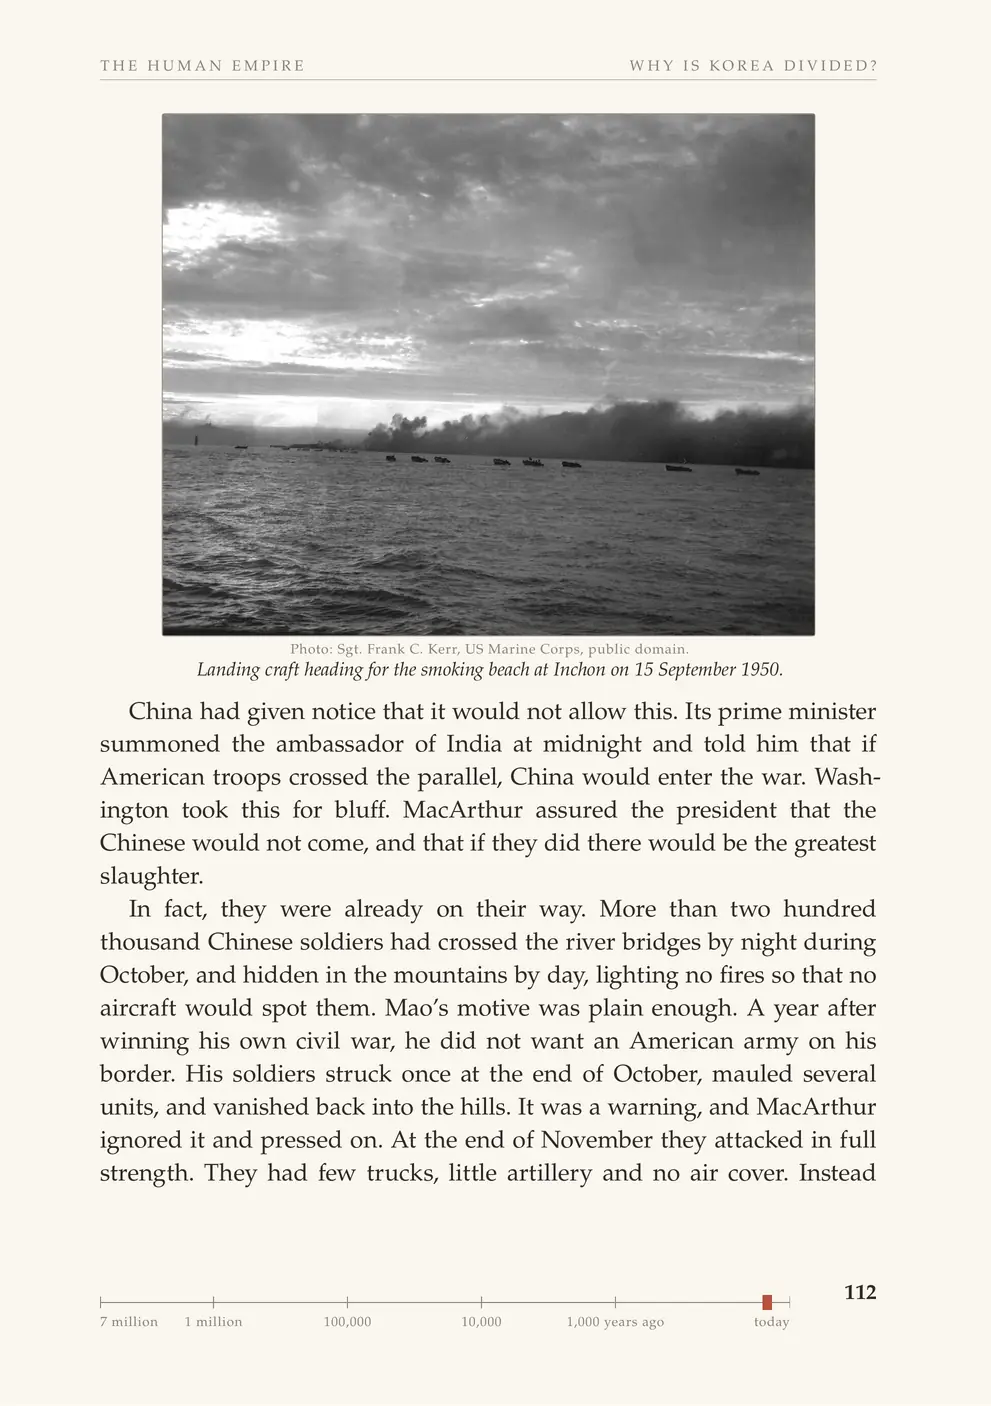 THE HUMAN EMPIRE
WHY IS KOREA DIVIDED?
Photo: Sgt. Frank C. Kerr, US Marine Corps, public domain.
Landing craft heading for the smoking beach at Inchon on 15 September 1950.
China had given notice that it would not allow this. Its prime minister
summoned the ambassador of India at midnight and told him that if
American troops crossed the parallel, China would enter the war. Wash-
ington took this for bluff. MacArthur assured the president that the
Chinese would not come, and that if they did there would be the greatest
slaughter.
In fact, they were already on their way. More than two hundred
thousand Chinese soldiers had crossed the river bridges by night during
October, and hidden in the mountains by day, lighting no fires so that no
aircraft would spot them. Mao’s motive was plain enough. A year after
winning his own civil war, he did not want an American army on his
border. His soldiers struck once at the end of October, mauled several
units, and vanished back into the hills. It was a warning, and MacArthur
ignored it and pressed on. At the end of November they attacked in full
strength. They had few trucks, little artillery and no air cover. Instead
112
7 million
1 million
100,000
10,000
1,000 years ago
today